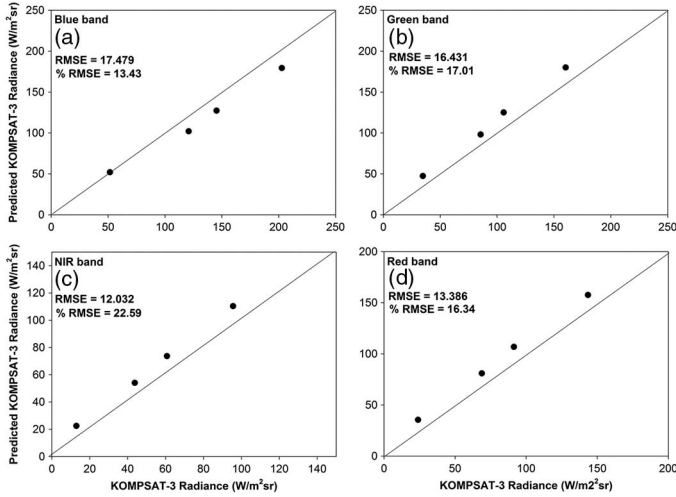 Blue band
(a)
RMSE = 17.479
% RMSE = 13.43
Predicted KOMPSAT-3 Radiance (W/m²sr)
250
200
150
100
50
0
0 50 100 150 200 250
Green band
(b)
RMSE = 16.431
% RMSE = 17.01
250
200
150
100
50
0
0 50 100 150 200 250
NIR band
(c)
RMSE = 12.032
% RMSE = 22.59
Predicted KOMPSAT-3 Radiance (W/m²sr)
140
120
100
80
60
40
20
0
0 20 40 60 80 100 120 140
KOMPSAT-3 Radiance (W/m²sr)
Red band
(d)
RMSE = 13.386
% RMSE = 16.34
200
150
100
50
0
0 50 100 150 200
KOMPSAT-3 Radiance (W/m2²sr)